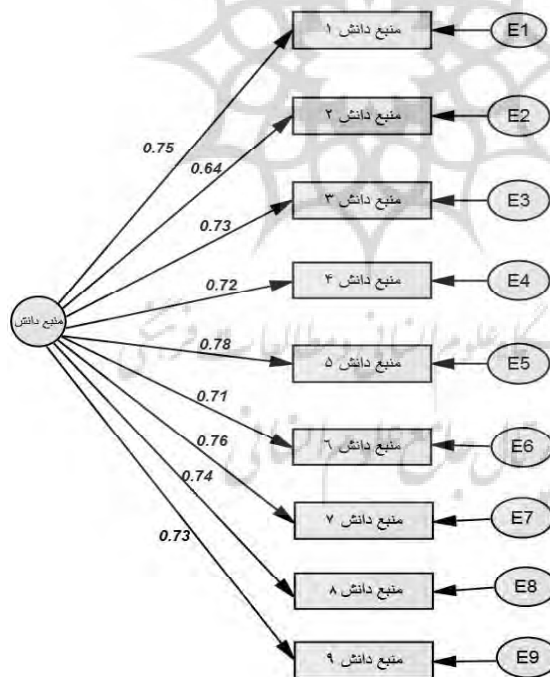 منبع دانش ۱
E1
منبع دانش ۲
E2
منبع دانش ۳
E3
منبع دانش ۴
E4
منبع دانش ۵
E5
منبع دانش ۶
E6
منبع دانش ۷
E7
منبع دانش ۸
E8
منبع دانش ۹
E9
منبع دانش
0.75
0.64
0.73
0.72
0.78
0.71
0.76
0.74
0.73